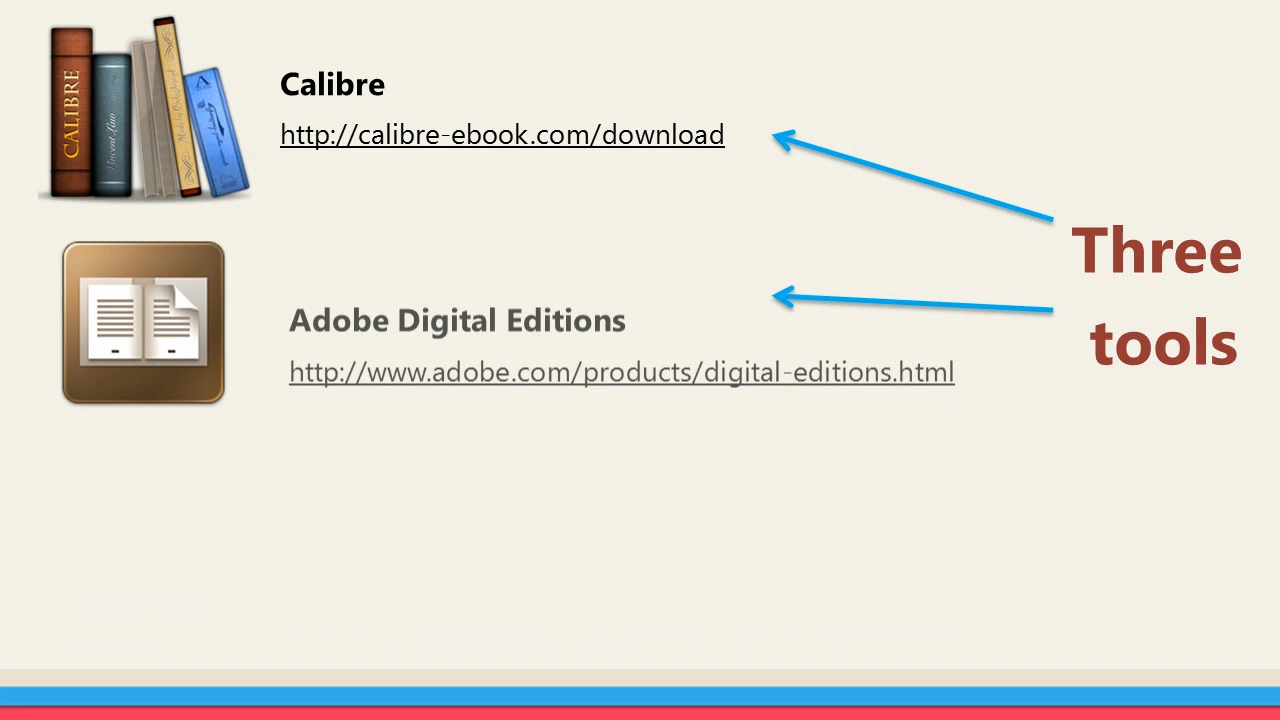 CALIBRE
Calibre
http://calibre-ebook.com/download
Three
tools
Adobe Digital Editions
http://www.adobe.com/products/digital-editions.html